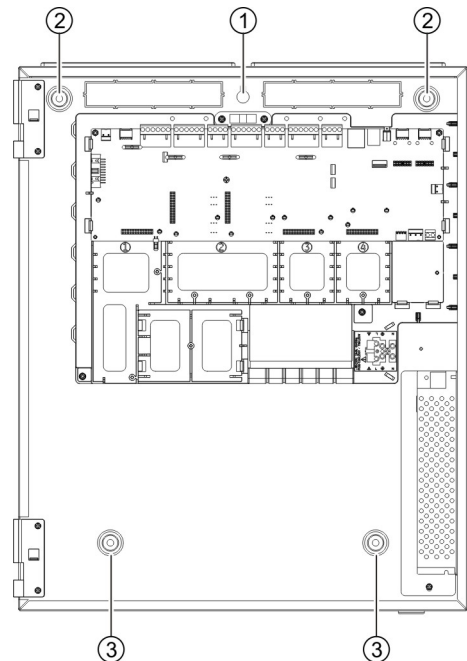 ② ① ②
① ② ③ ④
③ ③